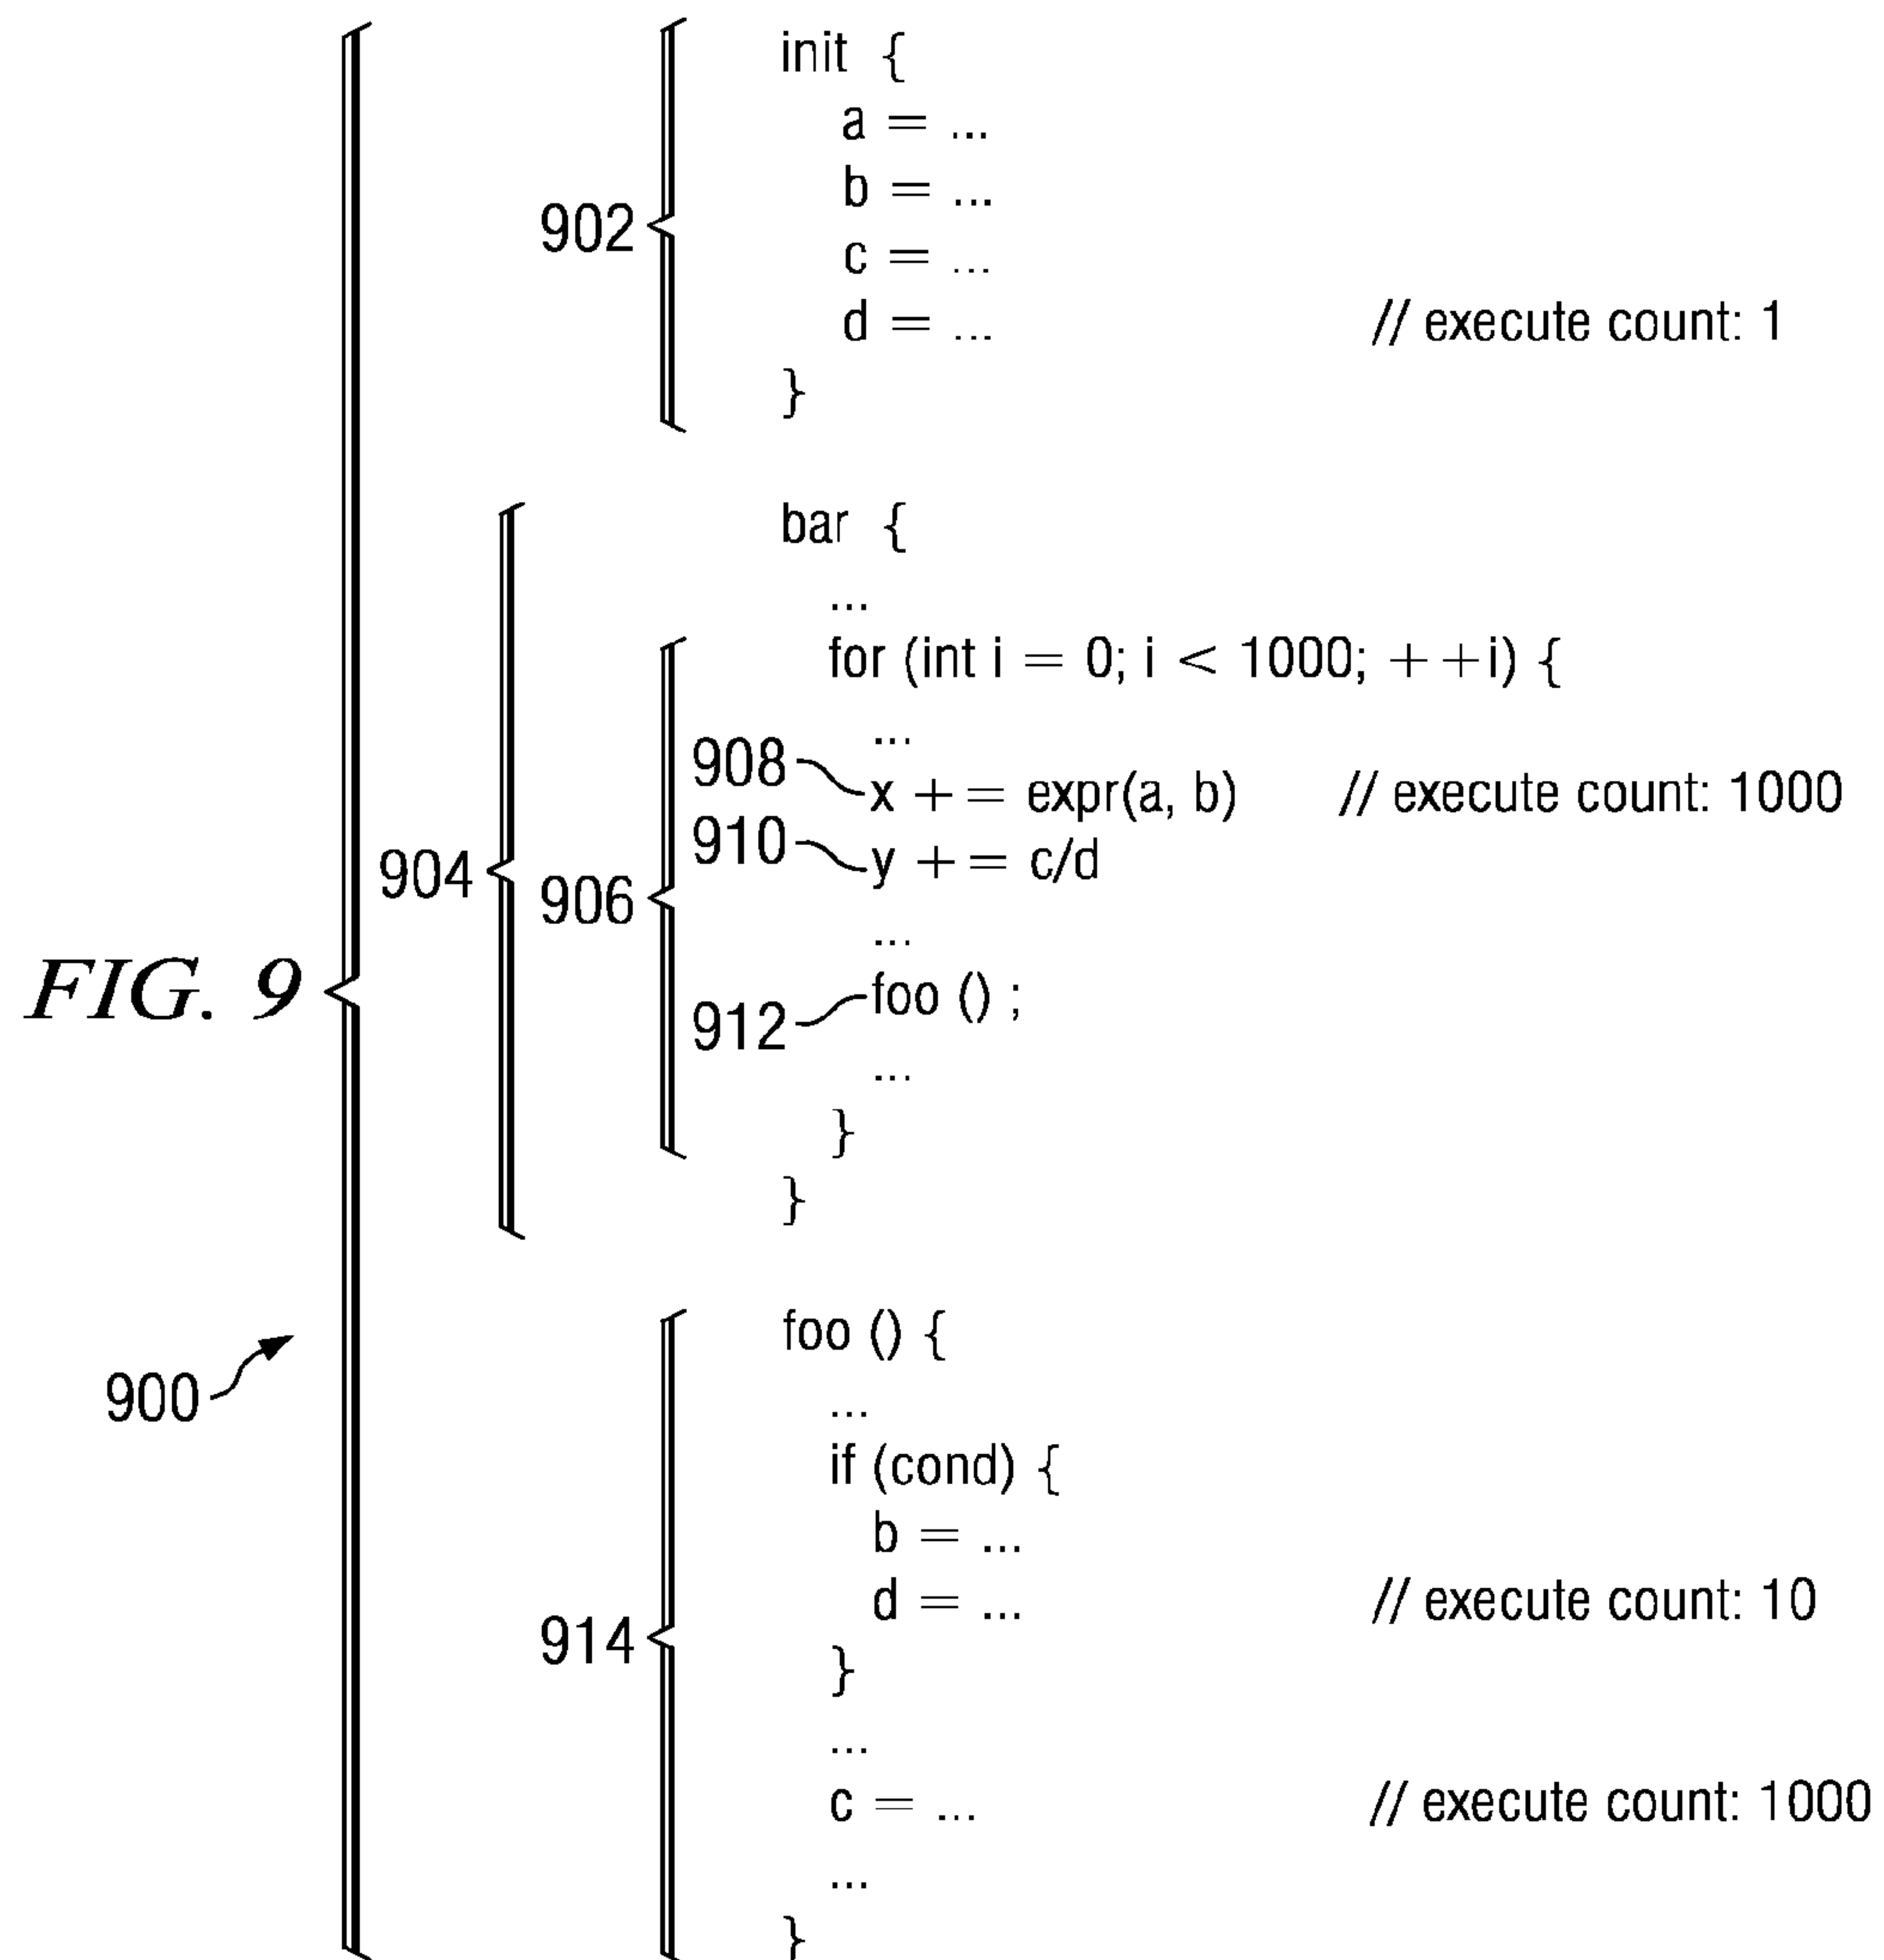 init {
a = ...
b = ...
902
c = ...
d = ... // execute count: 1
}
bar {
...
for (int i = 0; i < 1000; ++i) {
...
908
x += expr(a, b) // execute count: 1000
910
y += c/d
904
906
...
FIG. 9
foo () ;
912
...
}
}
foo () {
900
...
if (cond) {
b = ...
d = ... // execute count: 10
914
}
...
c = ... // execute count: 1000
...
}